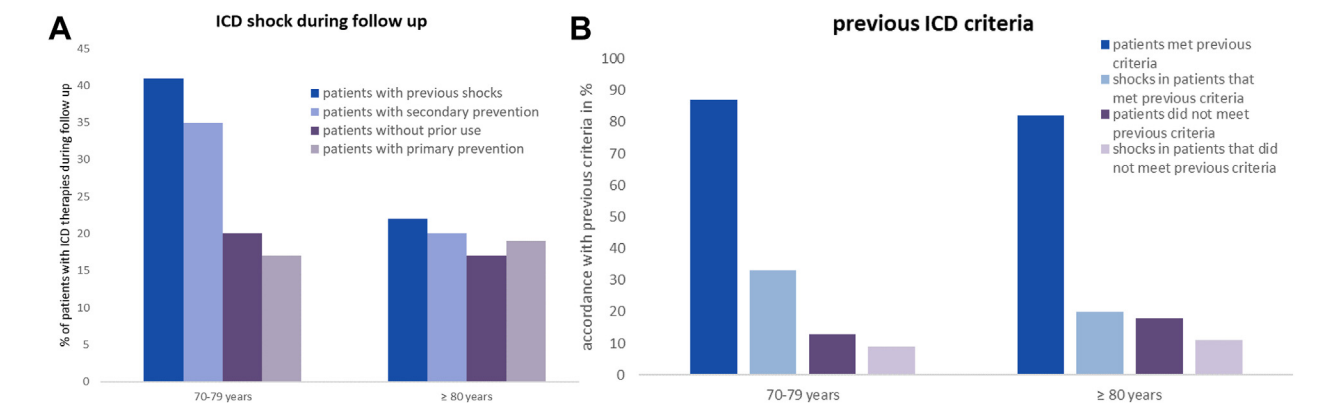 A
ICD shock during follow up
% of patients with ICD therapies during follow up
45
40
35
30
25
20
15
10
5
0
patients with previous shocks
patients with secondary prevention
patients without prior use
patients with primary prevention
70-79 years
≥ 80 years
B
previous ICD criteria
accordance with previous criteria in %
100
90
80
70
60
50
40
30
20
10
0
patients met previous
criteria
shocks in patients that
met previous criteria
patients did not meet
previous criteria
shocks in patients that did
not meet previous criteria
70-79 years
≥ 80 years